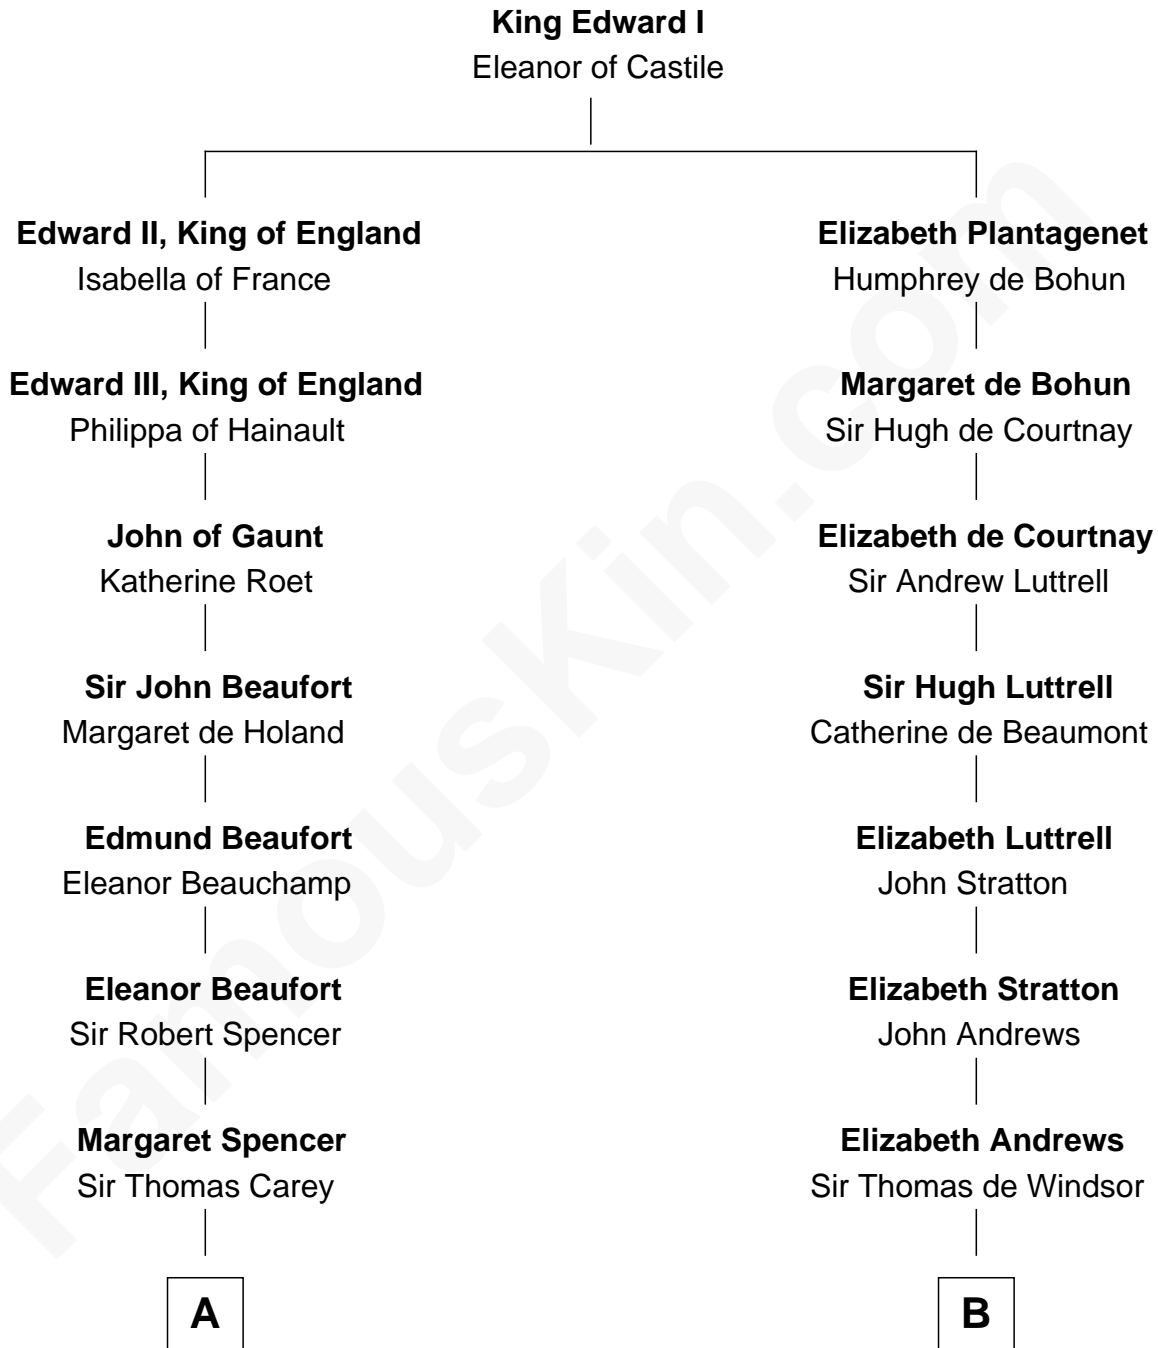 King Edward I
Eleanor of Castile
Edward II, King of England
Isabella of France
Elizabeth Plantagenet
Humphrey de Bohun
Edward III, King of England
Philippa of Hainault
Margaret de Bohun
Sir Hugh de Courtnay
John of Gaunt
Katherine Roet
Elizabeth de Courtnay
Sir Andrew Luttrell
Sir John Beaufort
Margaret de Holand
Sir Hugh Luttrell
Catherine de Beaumont
Edmund Beaufort
Eleanor Beauchamp
Elizabeth Luttrell
John Stratton
Eleanor Beaufort
Sir Robert Spencer
Elizabeth Stratton
John Andrews
Margaret Spencer
Sir Thomas Carey
Elizabeth Andrews
Sir Thomas de Windsor
A
B
FamousKin.com